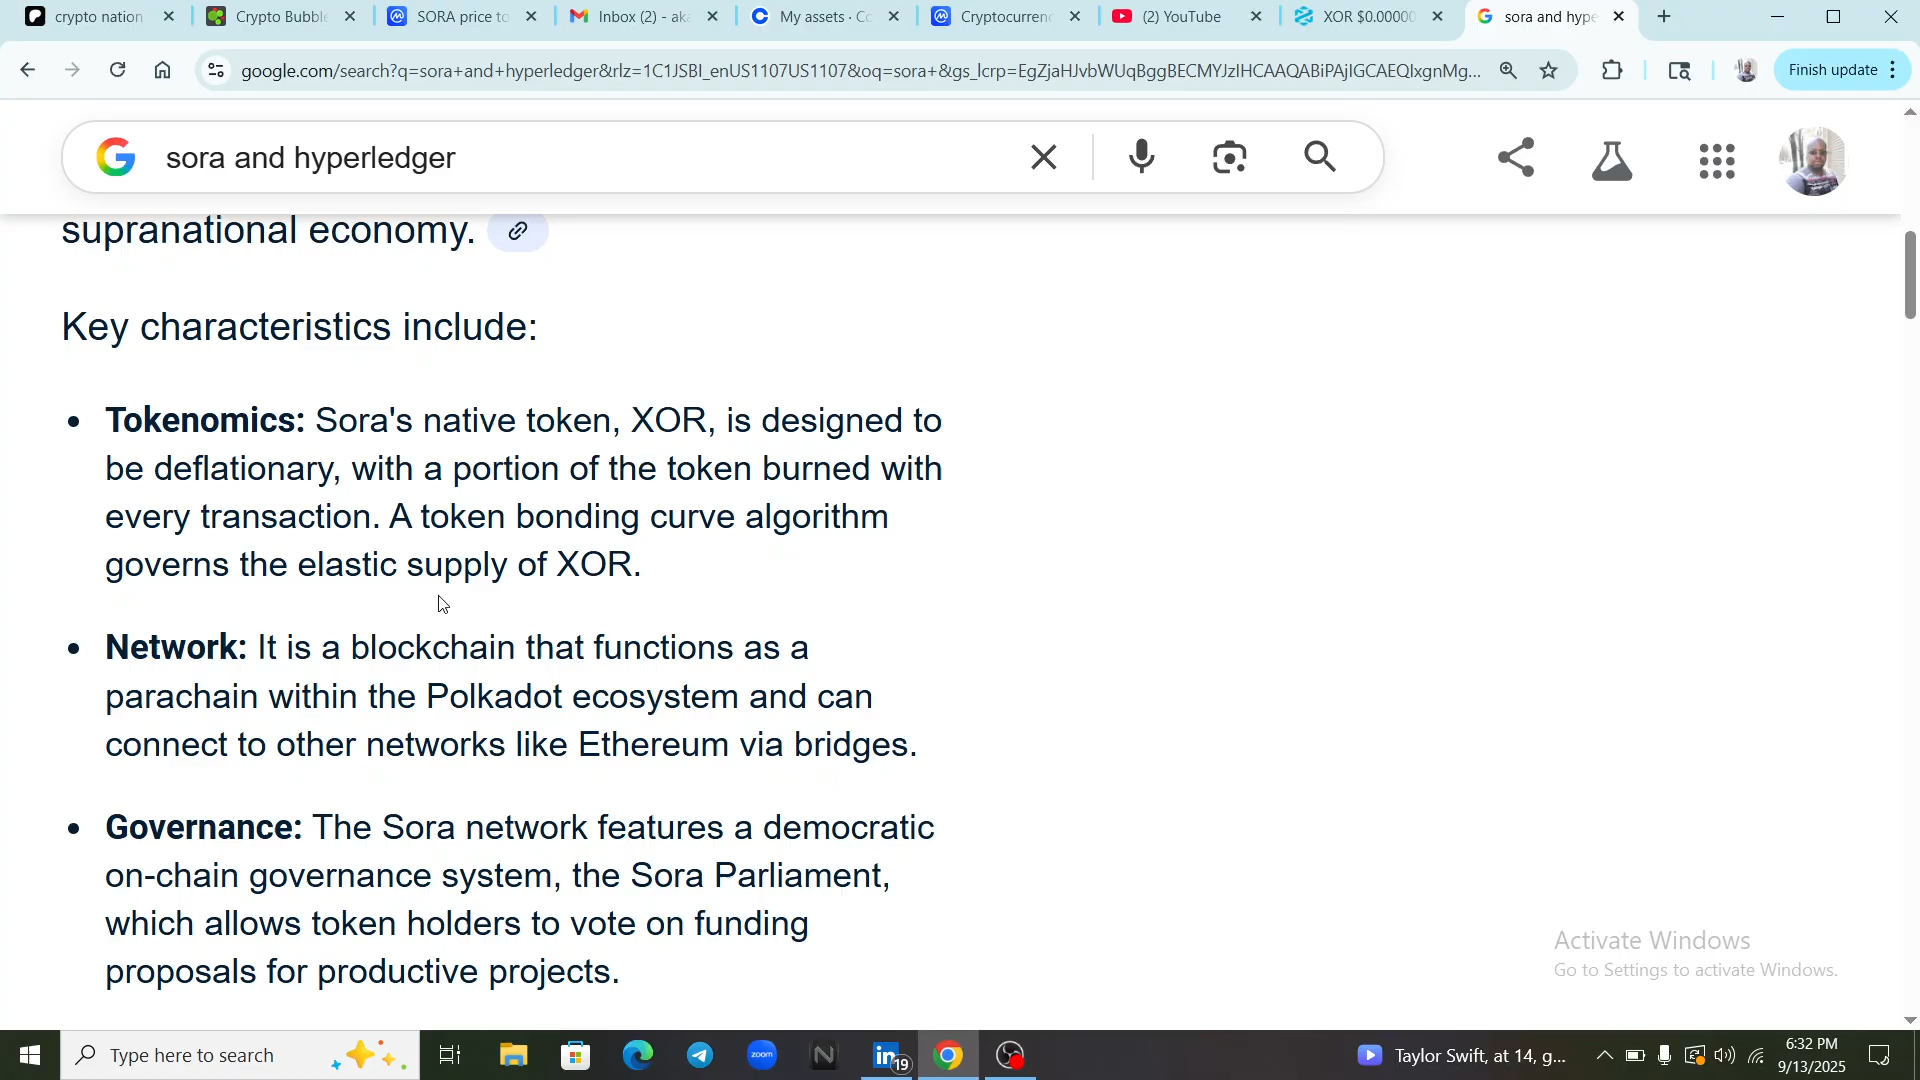 crypto nation
Crypto Bubbl
SORA price to
Inbox (2) - aka
My assets · Co
Cryptocurrenc
(2) YouTube
XOR $0.00000
sora and hype
google.com/search?q=sora+and+hyperledger&rlz=1C1JSBI_enUS1107US1107&oq=sora+&gs_lcrp=EgZjaHJvbWUqBggBECMYJzIHCAAQABiPAjIGCAEQIxgnMg...
Finish update
sora and hyperledger
supranational economy.
Key characteristics include:
• Tokenomics: Sora's native token, XOR, is designed to
be deflationary, with a portion of the token burned with
every transaction. A token bonding curve algorithm
governs the elastic supply of XOR.
• Network: It is a blockchain that functions as a
parachain within the Polkadot ecosystem and can
connect to other networks like Ethereum via bridges.
• Governance: The Sora network features a democratic
on-chain governance system, the Sora Parliament,
which allows token holders to vote on funding
proposals for productive projects.
Activate Windows
Go to Settings to activate Windows.
Type here to search
zoom
19
Taylor Swift, at 14, g...
6:32 PM
9/13/2025